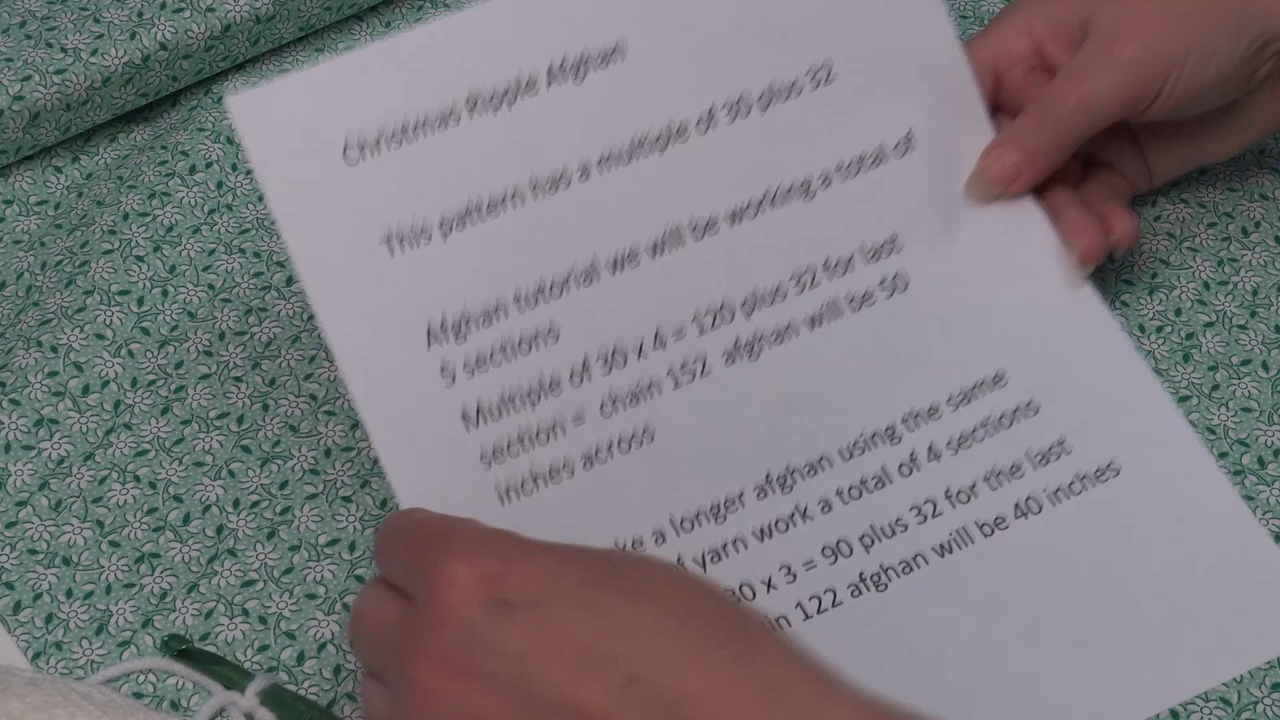 Christmas Ripple Afghan
This pattern has a multiple of 30 plus 32
Afghan tutorial we will be working a total of
5 sections
Multiple of 30 x 4 = 120 plus 32 for last
section = chain 152 afghan will be 50
inches across
a longer afghan using the same
yarn work a total of 4 sections
30 x 3 = 90 plus 32 for the last
122 afghan will be 40 inches